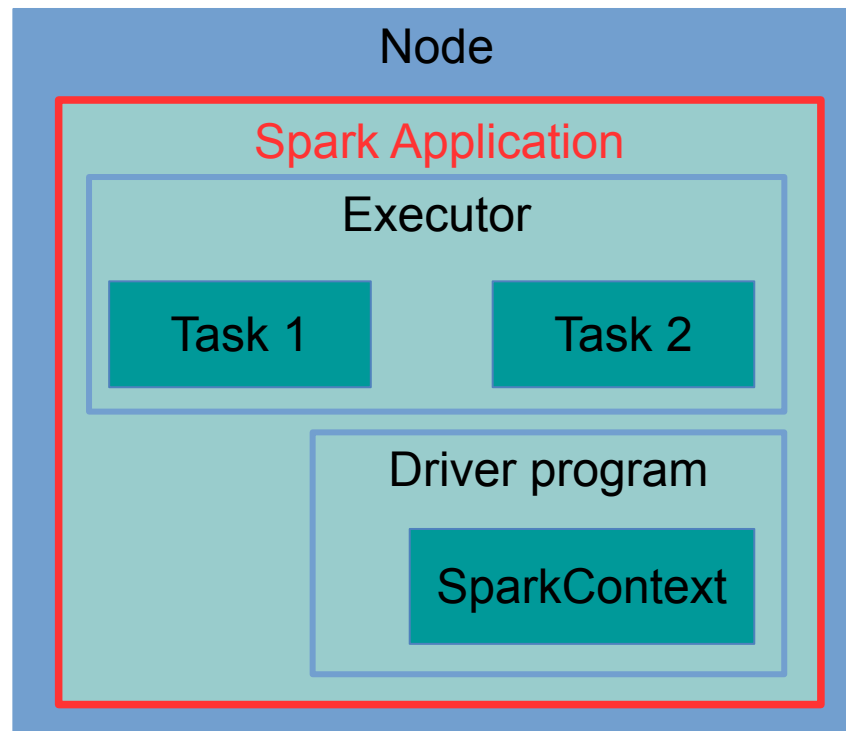 Node
Spark Application
Executor
Task 1
Task 2
Driver program
SparkContext